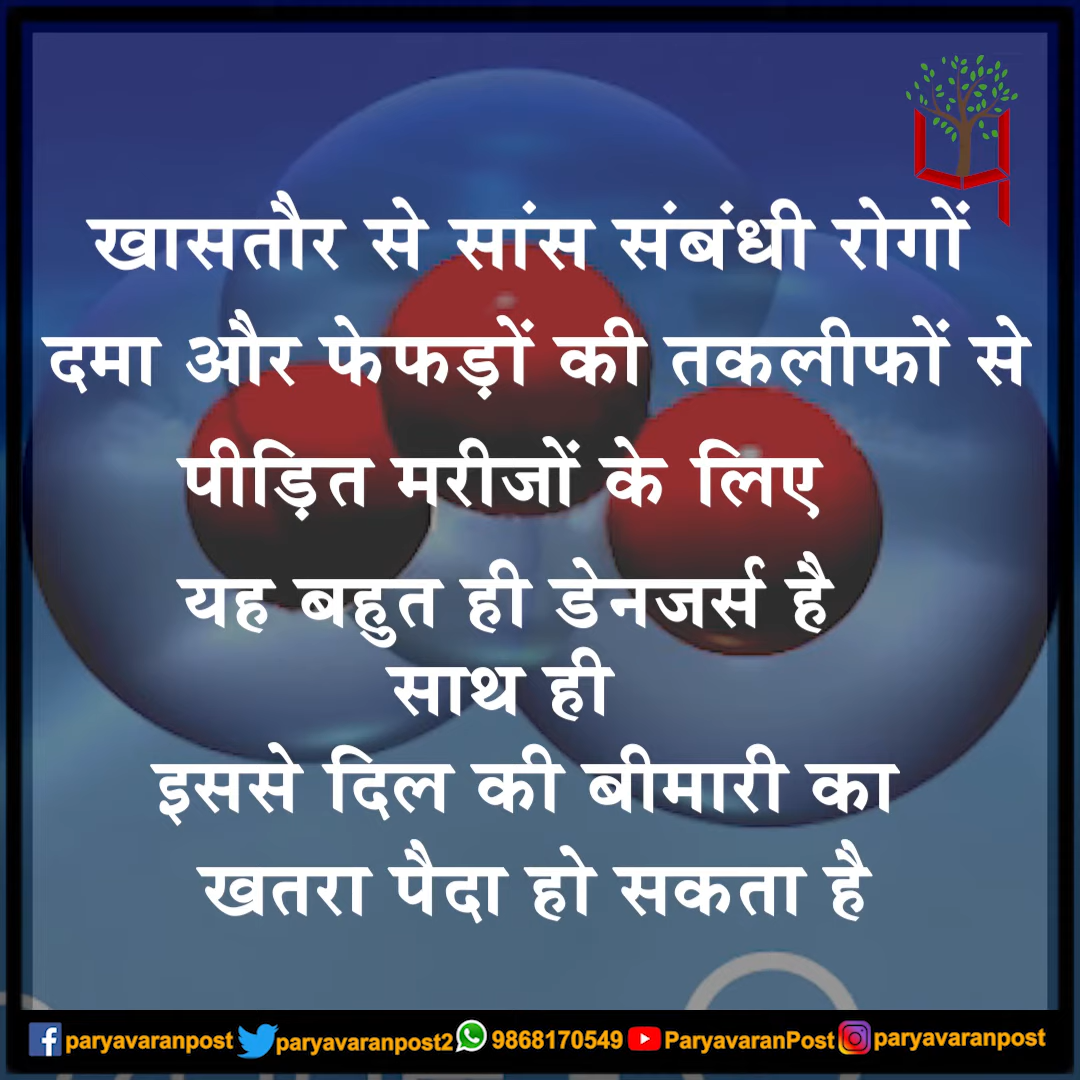 खासतौर से सांस संबंधी रोगों
दमा और फेफड़ों की तकलीफों से
पीड़ित मरीजों के लिए
यह बहुत ही डेनजर्स है
साथ ही
इससे दिल की बीमारी का
खतरा पैदा हो सकता है
paryavaranpost paryavaranpost2 9868170549 ParyavaranPost paryavaranpost